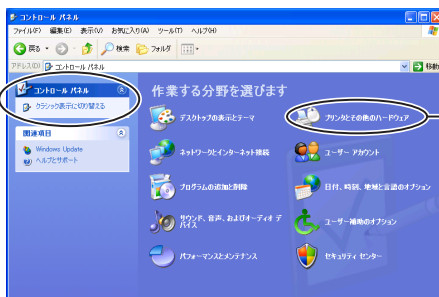 コントロール パネル
ファイル(F) 編集(E) 表示(V) お気に入り(A) ツール(T) ヘルプ(H)
戻る 検索 フォルダ
アドレス(D) コントロール パネル 移動
コントロール パネル
クラシック表示に切り替える
関連項目
Windows Update
ヘルプとサポート
作業する分野を選びます
デスクトップの表示とテーマ プリンタとその他のハードウェア
ネットワークとインターネット接続 ユーザー アカウント
プログラムの追加と削除 日付、時刻、地域と言語のオプション
サウンド、音声、およびオーディオ デバイス ユーザー補助のオプション
パフォーマンスとメンテナンス セキュリティ センター